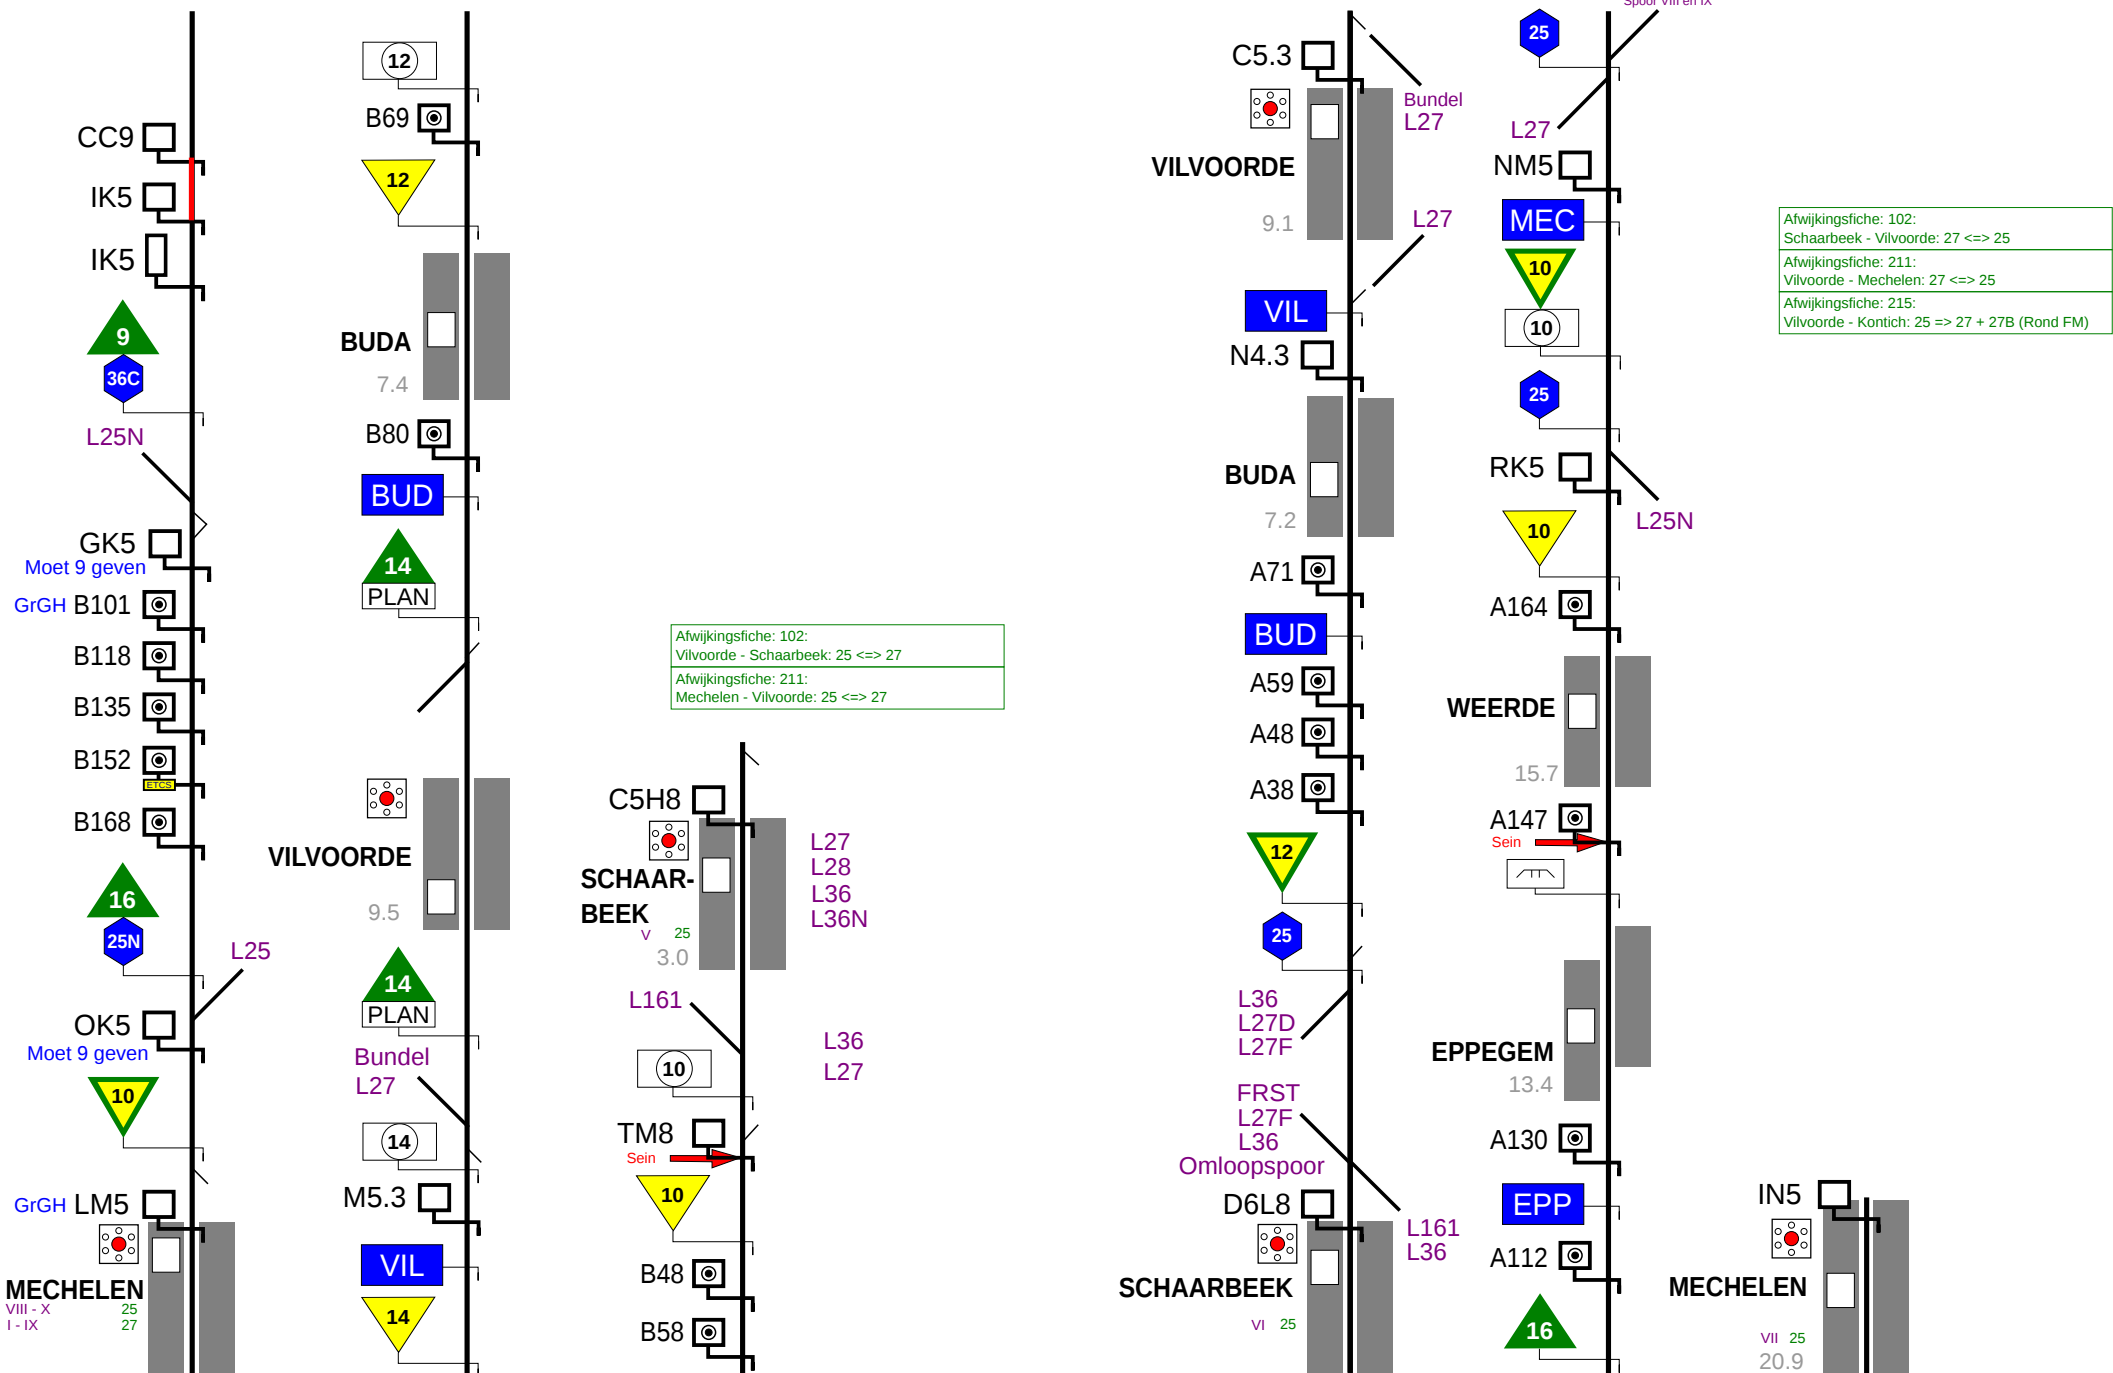 CC9
IK5
IK5
9
36C
L25N
GK5
Moet 9 geven
GrGH B101
B118
B135
B152
ETCS
B168
16
25N
L25
OK5
Moet 9 geven
10
GrGH LM5
MECHELEN
VIII - X 25
I - IX 27
12
B69
12
BUDA
7.4
B80
BUD
14
PLAN
VILVOORDE
9.5
14
PLAN
Bundel
L27
14
M5.3
VIL
14
Afwijkingsfiche: 102:
Vilvoorde - Schaarbeek: 25 <=> 27
Afwijkingsfiche: 211:
Mechelen - Vilvoorde: 25 <=> 27
C5H8
SCHAAR-
BEEK
V 25
3.0
L27
L28
L36
L36N
L161
L36
L27
10
TM8
Sein
10
B48
B58
C5.3
Bundel
L27
VILVOORDE
9.1
L27
VIL
N4.3
BUDA
7.2
A71
BUD
A59
A48
A38
12
25
L36
L27D
L27F
FRST
L27F
L36
Omloopspoor
D6L8
L161
L36
SCHAARBEEK
VI 25
Spoor VIII en IX
25
L27
NM5
MEC
10
10
25
RK5
L25N
10
A164
WEERDE
15.7
A147
Sein
EPPEGEM
13.4
A130
EPP
A112
16
Afwijkingsfiche: 102:
Schaarbeek - Vilvoorde: 27 <=> 25
Afwijkingsfiche: 211:
Vilvoorde - Mechelen: 27 <=> 25
Afwijkingsfiche: 215:
Vilvoorde - Kontich: 25 => 27 + 27B (Rond FM)
IN5
MECHELEN
VII 25
20.9